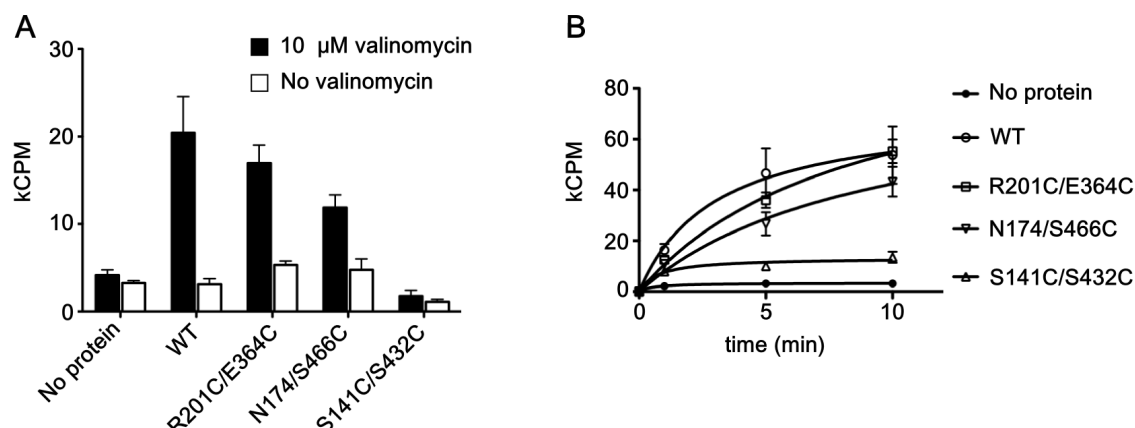 A
10 µM valinomycin
No valinomycin
30
20
10
0
kCPM
No protein
WT
R201C/E364C
N174/S466C
S141C/S432C
B
80
60
40
20
0
kCPM
0
5
10
time (min)
No protein
WT
R201C/E364C
N174/S466C
S141C/S432C